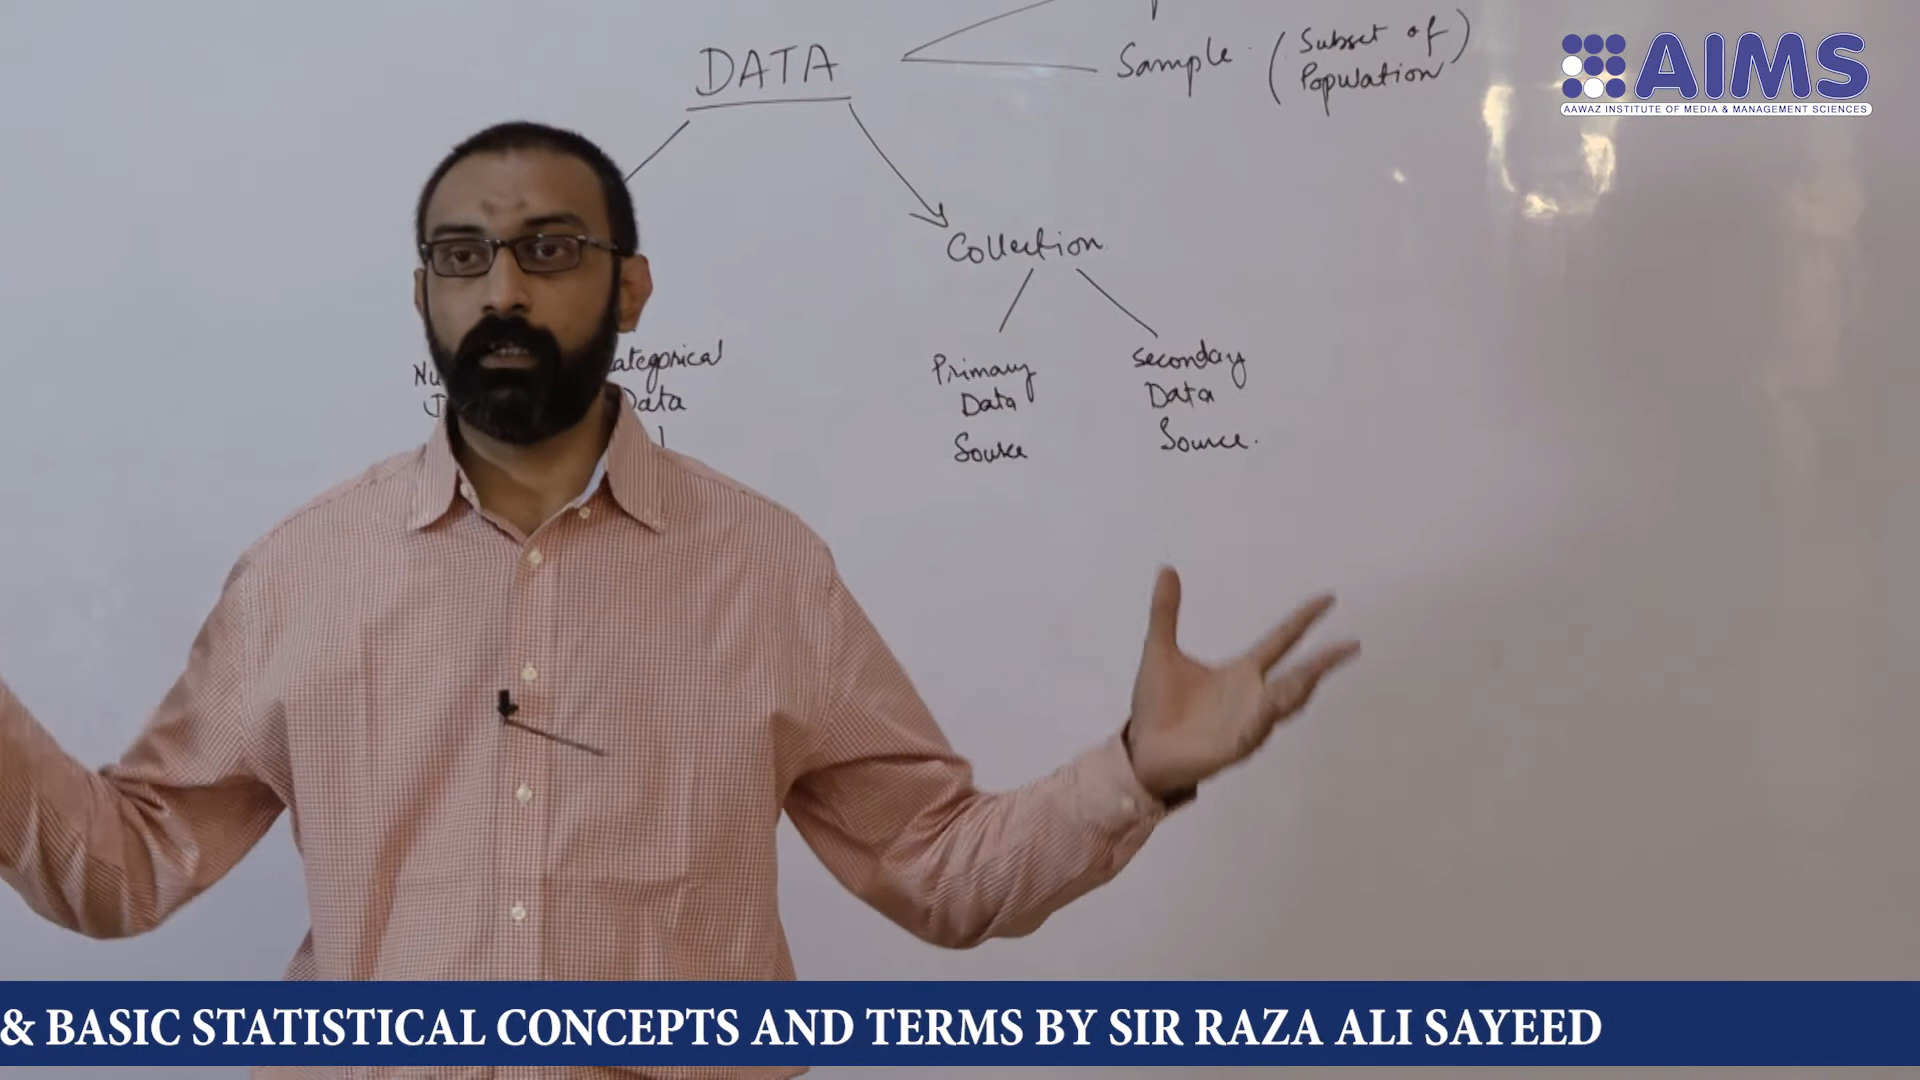 DATA
Sample (Subset of
Population)
AIMS
AAWAZ INSTITUTE OF MEDIA & MANAGEMENT SCIENCES
Collection
Data
Primary
Data
Source
Secondary
Data
Source.
& BASIC STATISTICAL CONCEPTS AND TERMS BY SIR RAZA ALI SAYEED